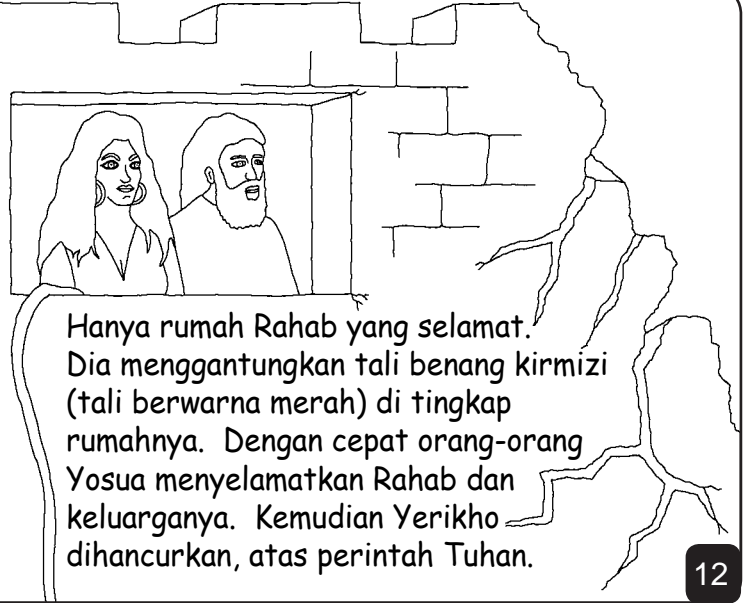 Hanya rumah Rahab yang selamat.
Dia menggantungkan tali benang kirmizi
(tali berwarna merah) di tingkap
rumahnya.  Dengan cepat orang-orang
Yosua menyelamatkan Rahab dan
keluarganya.  Kemudian Yerikho
dihancurkan, atas perintah Tuhan.
12